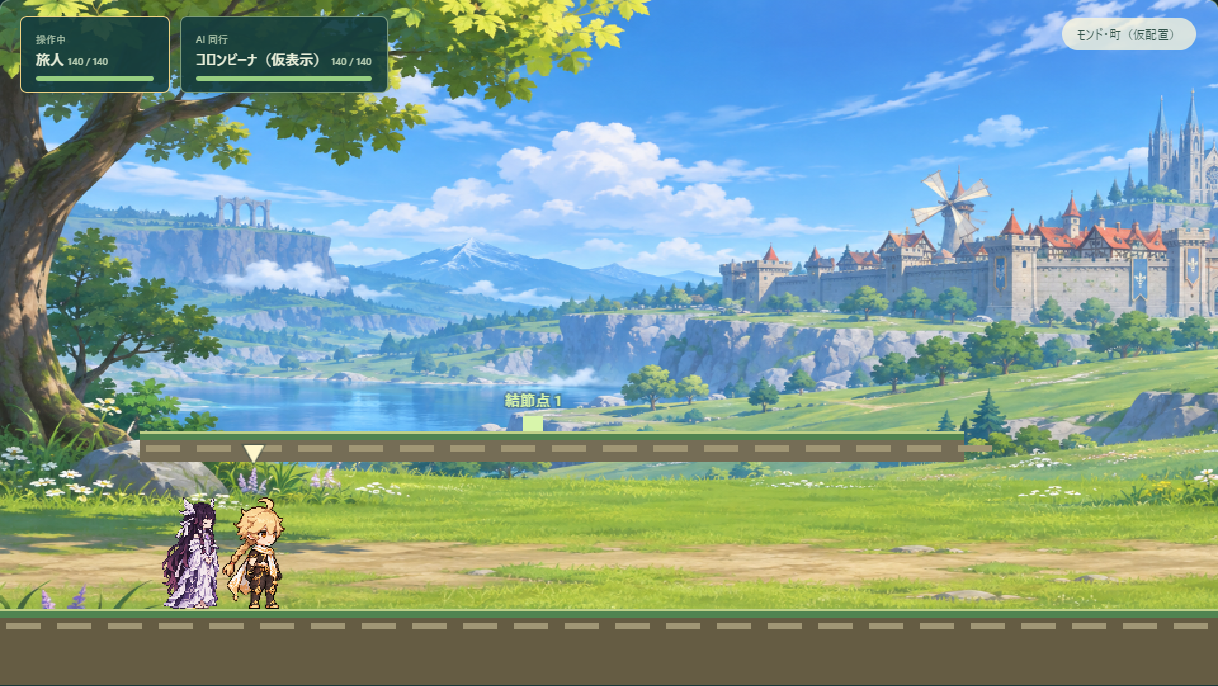 操作中
旅人 140 / 140
AI 同行
コロンビーナ（仮表示） 140 / 140
モンド・町（仮配置）
結節点 1